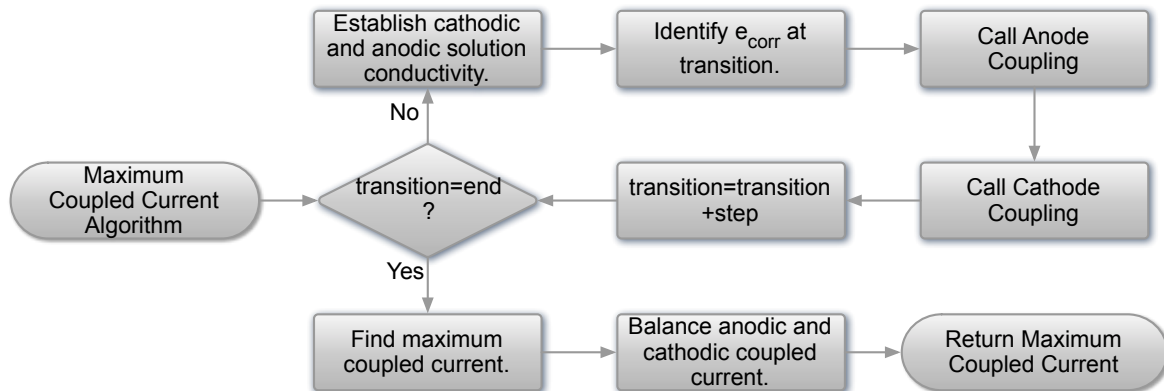 Establish cathodic
and anodic solution
conductivity.
Identify e_corr at
transition.
Call Anode
Coupling
No
Maximum
Coupled Current
Algorithm
transition=end
?
transition=transition
+step
Call Cathode
Coupling
Yes
Find maximum
coupled current.
Balance anodic and
cathodic coupled
current.
Return Maximum
Coupled Current